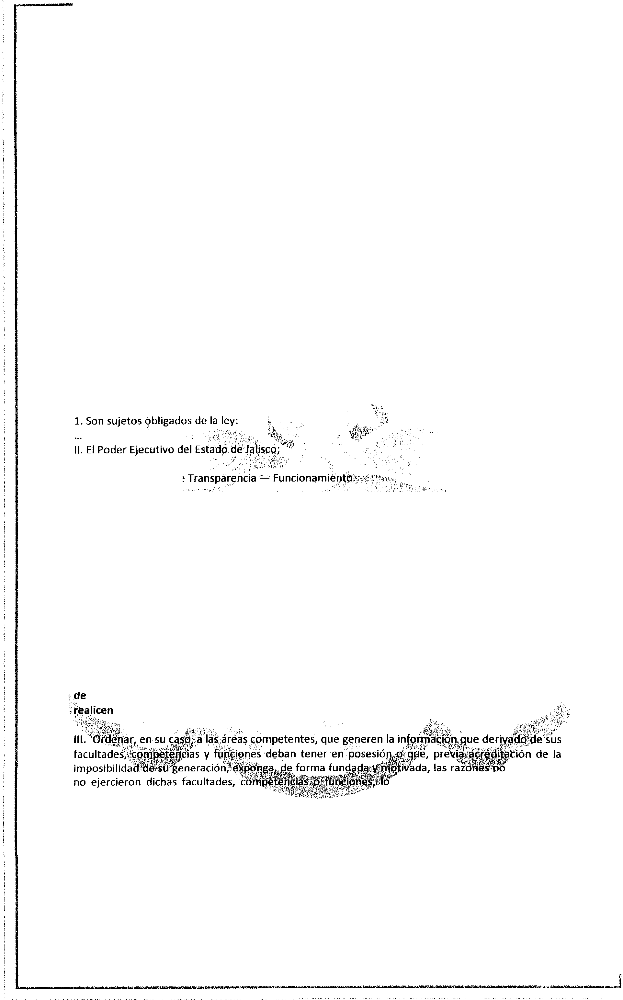 1. Son sujetos obligados de la ley:
...
II. El Poder Ejecutivo del Estado de Jalisco;
Transparencia — Funcionamiento.
de
realicen
III. Ordenar, en su caso, a las áreas competentes, que generen la información que derivado de sus
facultades, competencias y funciones deban tener en posesión o que, previa acreditación de la
imposibilidad de su generación, exponga, de forma fundada y motivada, las razones po
no ejercieron dichas facultades, competencias o funciones, lo